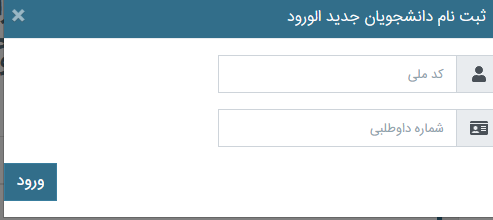 ثبت نام دانشجویان جدید الورود
کد ملی
شماره داوطلبی
ورود